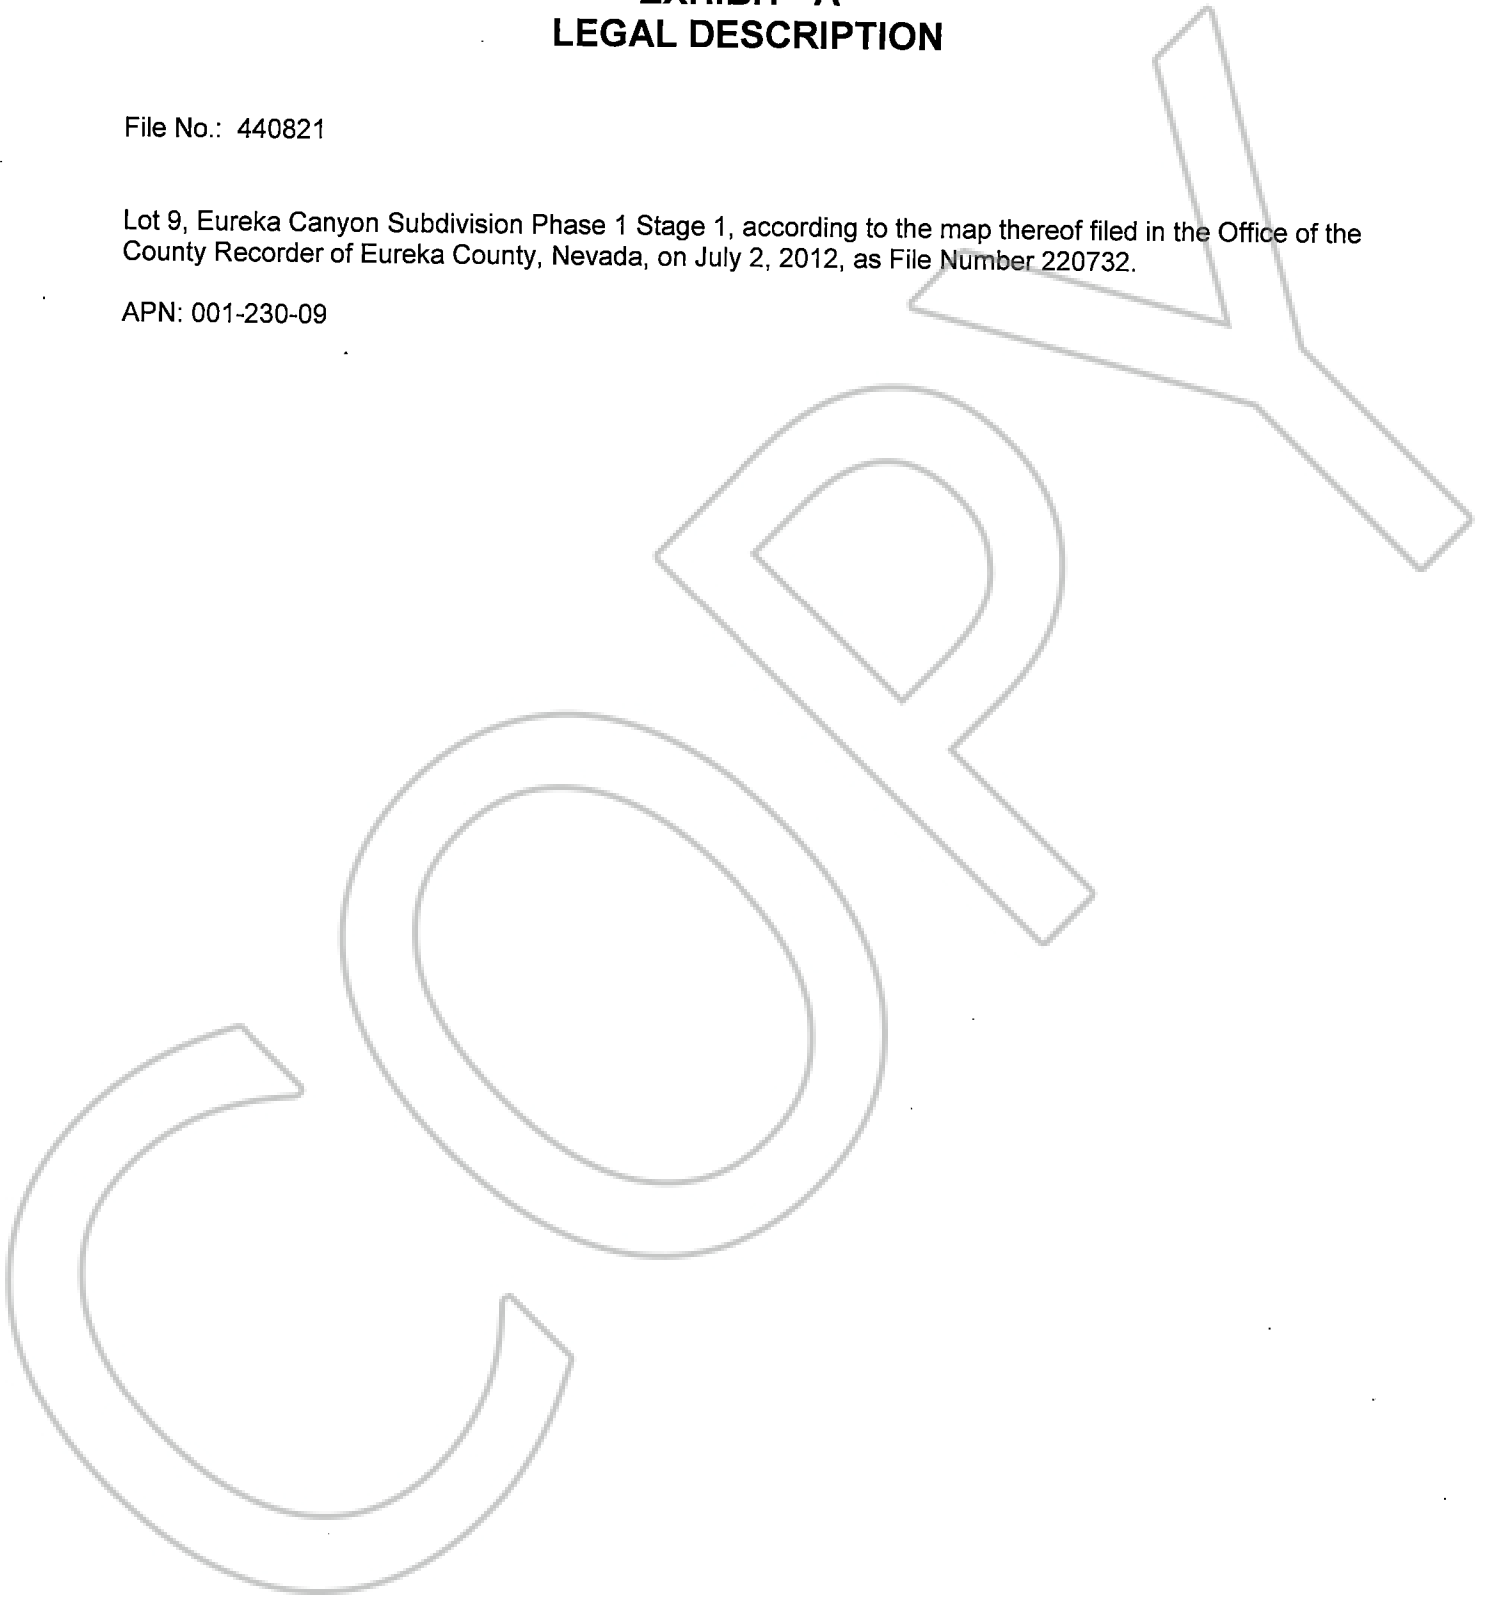 EXHIBIT "A"
LEGAL DESCRIPTION
File No.: 440821
Lot 9, Eureka Canyon Subdivision Phase 1 Stage 1, according to the map thereof filed in the Office of the
County Recorder of Eureka County, Nevada, on July 2, 2012, as File Number 220732.
APN: 001-230-09
COPY